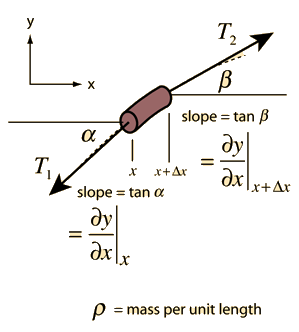 y
x
T₂
β
slope = tan β
α
x
x+Δx
= ∂y/∂x|ₓ₊Δₓ
T₁
slope = tan α
= ∂y/∂x|ₓ
ρ = mass per unit length